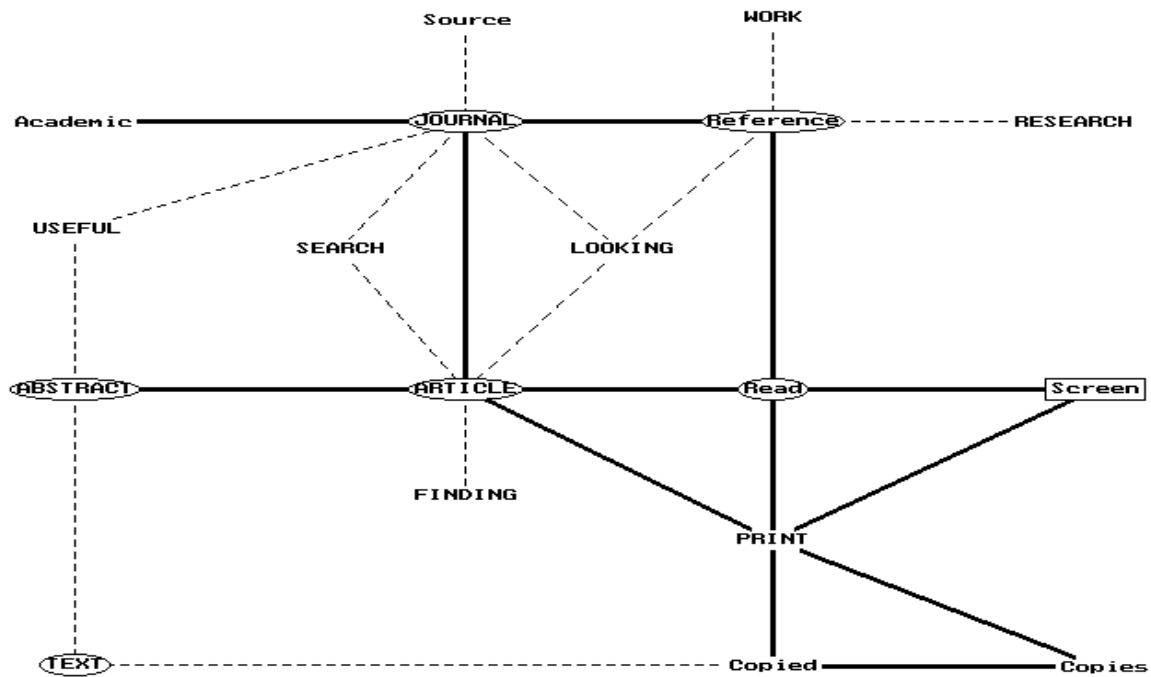 Source
WORK
Academic
JOURNAL
Reference
RESEARCH
USEFUL
SEARCH
LOOKING
ABSTRACT
ARTICLE
Read
Screen
FINDING
PRINT
TEXT
Copied
Copies